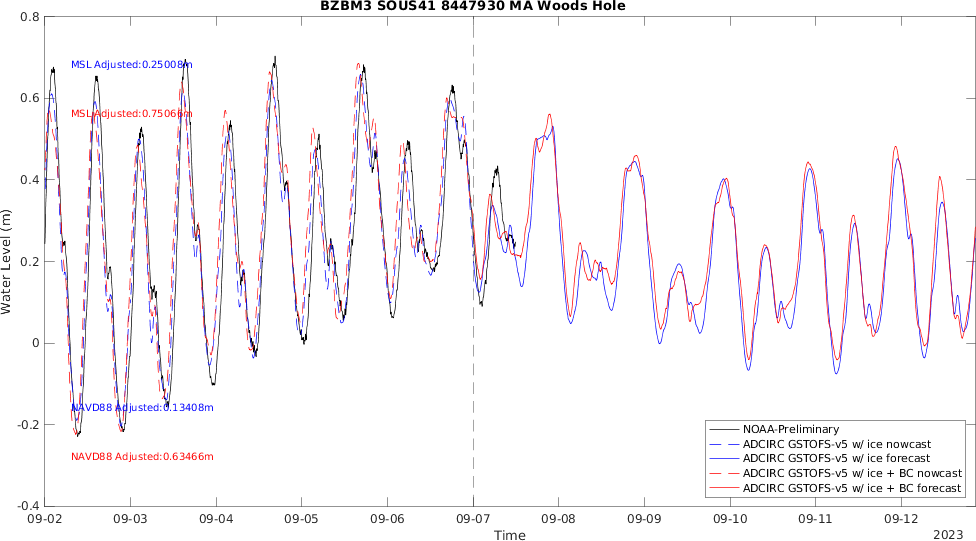 BZBM3 SOUS41 8447930 MA Woods Hole
0.8
0.6
0.4
0.2
0
-0.2
-0.4
Water Level (m)
MSL Adjusted:0.25008m
MSL Adjusted:0.75066m
NAVD88 Adjusted:0.13408m
NAVD88 Adjusted:0.63466m
NOAA-Preliminary
ADCIRC GSTOFS-v5 w/ ice nowcast
ADCIRC GSTOFS-v5 w/ ice forecast
ADCIRC GSTOFS-v5 w/ ice + BC nowcast
ADCIRC GSTOFS-v5 w/ ice + BC forecast
09-02 09-03 09-04 09-05 09-06 09-07 09-08 09-09 09-10 09-11 09-12
Time
2023